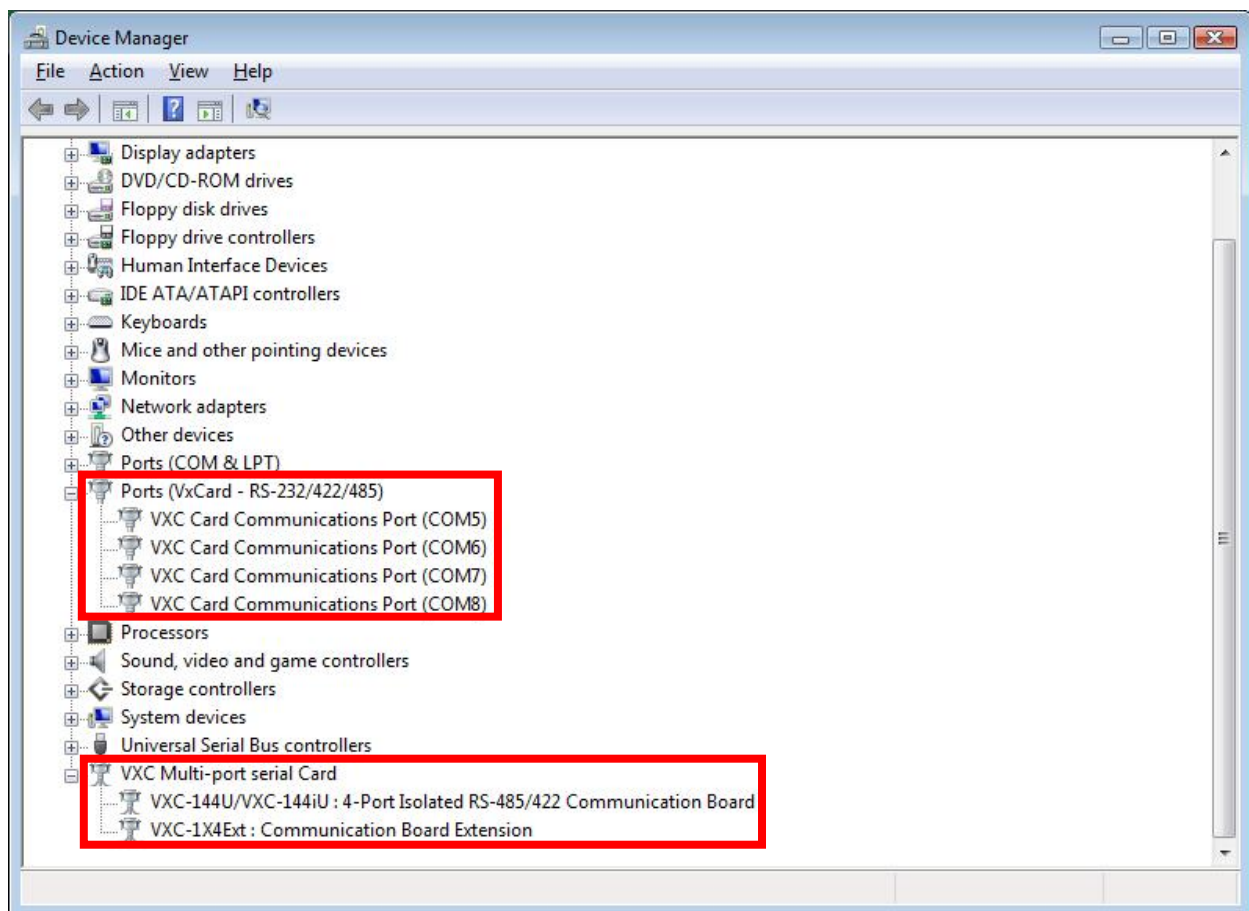 Device Manager
File Action View Help
Display adapters
DVD/CD-ROM drives
Floppy disk drives
Floppy drive controllers
Human Interface Devices
IDE ATA/ATAPI controllers
Keyboards
Mice and other pointing devices
Monitors
Network adapters
Other devices
Ports (COM & LPT)
Ports (VxCard - RS-232/422/485)
VXC Card Communications Port (COM5)
VXC Card Communications Port (COM6)
VXC Card Communications Port (COM7)
VXC Card Communications Port (COM8)
Processors
Sound, video and game controllers
Storage controllers
System devices
Universal Serial Bus controllers
VXC Multi-port serial Card
VXC-144U/VXC-144iU : 4-Port Isolated RS-485/422 Communication Board
VXC-1X4Ext : Communication Board Extension